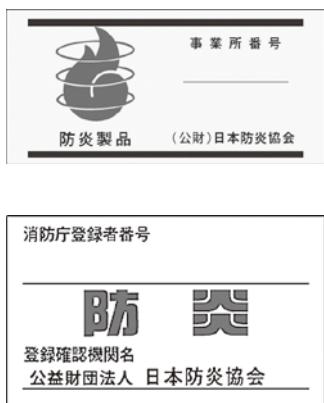 事業所番号
防炎製品
(公財)日本防炎協会
消防庁登録者番号
防炎
登録確認機関名
公益財団法人 日本防炎協会